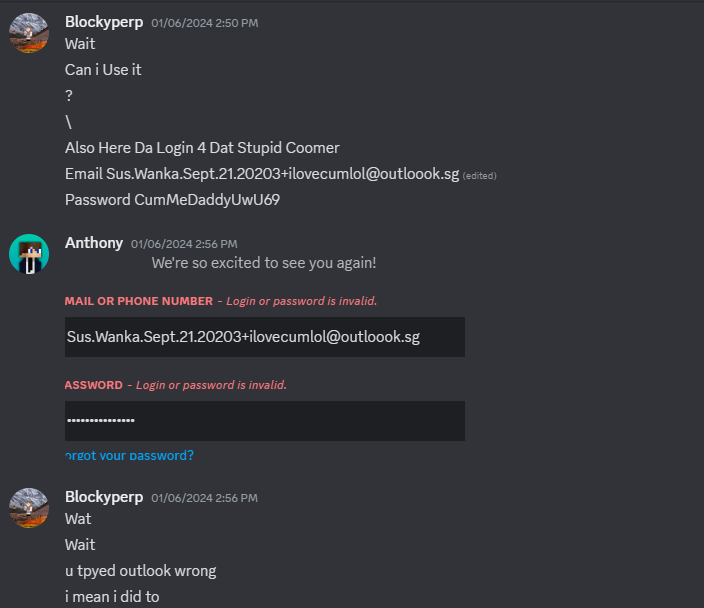 Blockyperp 01/06/2024 2:50 PM
Wait
Can i Use it
?
\
Also Here Da Login 4 Dat Stupid Coomer
Email Sus.Wanka.Sept.21.20203+ilovecumlol@outloook.sg (edited)
Password CumMeDaddyUwU69
Anthony 01/06/2024 2:56 PM
We're so excited to see you again!
MAIL OR PHONE NUMBER - Login or password is invalid.
Sus.Wanka.Sept.21.20203+ilovecumlol@outloook.sg
ASSWORD - Login or password is invalid.
orgot your password?
Blockyperp 01/06/2024 2:56 PM
Wat
Wait
u tpyed outlook wrong
i mean i did to